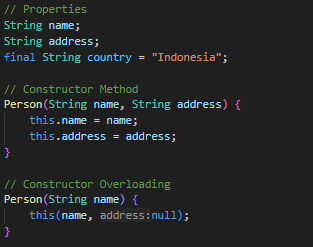 // Properties
String name;
String address;
final String country = "Indonesia";
// Constructor Method
Person(String name, String address) {
this.name = name;
this.address = address;
}
// Constructor Overloading
Person(String name) {
this(name, address:null);
}